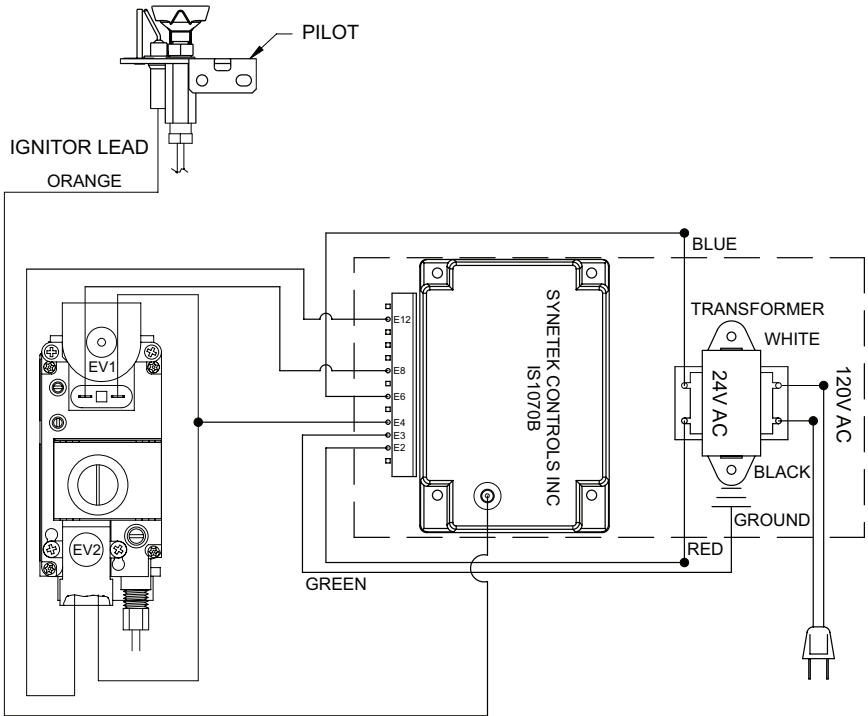 PILOT
IGNITOR LEAD
ORANGE
BLUE
TRANSFORMER
WHITE
EV1
E12
E8
E6
E4
E3
E2
SYNETEK CONTROLS INC
IS1070B
24V AC
120V AC
BLACK
GROUND
EV2
RED
GREEN